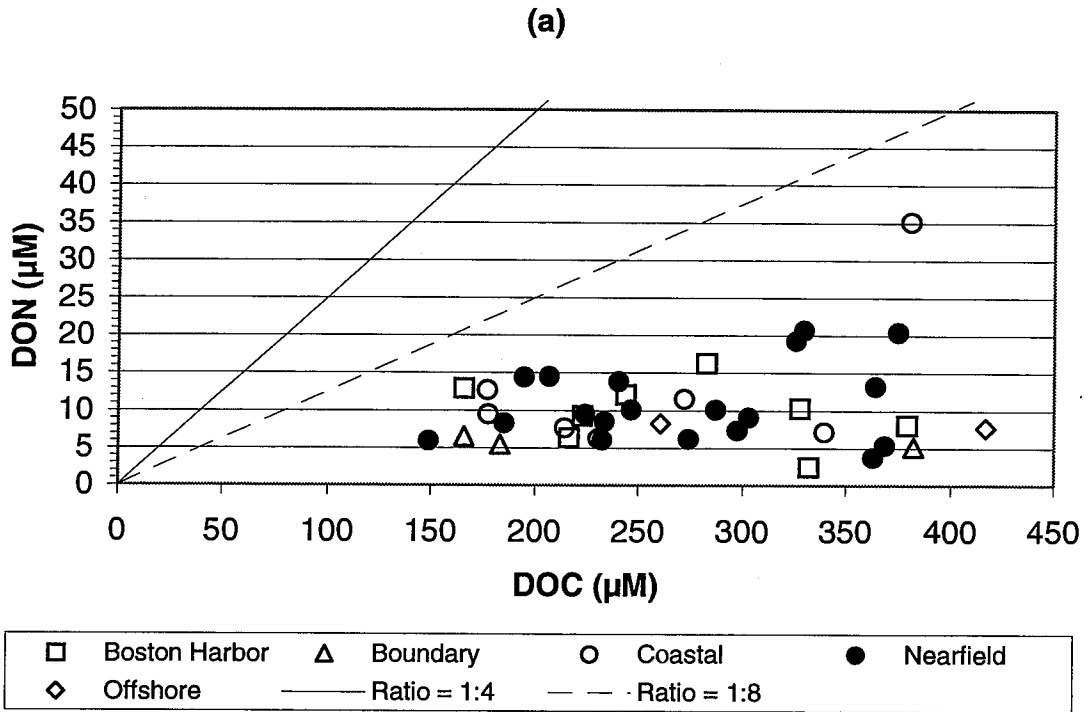 (a)
50
45
40
35
30
25
20
15
10
5
0
DON (µM)
0 50 100 150 200 250 300 350 400 450
DOC (µM)
Boston Harbor Boundary Coastal Nearfield
Offshore Ratio = 1:4 Ratio = 1:8